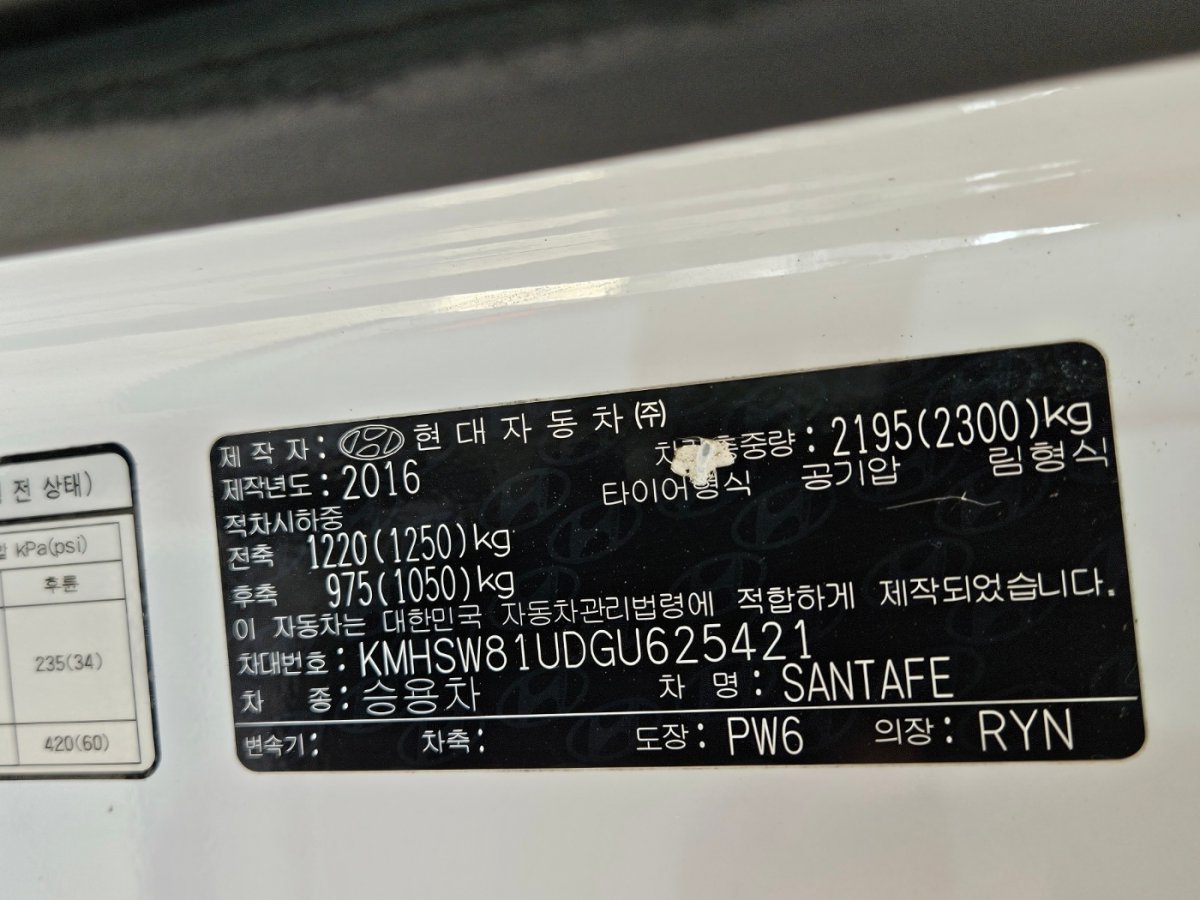 전 상태)
kPa(psi)
후륜
235(34)
420(60)
제 작 자 : 현 대 자 동 차 ㈜
차량총중량 : 2195(2300)kg
제작년도 : 2016
타이어형식 공기압 림형식
적차시하중
전축 1220(1250)kg
후축 975(1050)kg
이 자동차는 대한민국 자동차관리법령에 적합하게 제작되었습니다.
차대번호 : KMHSW81UDGU625421
차 종 : 승용차 차 명 : SANTAFE
변속기 : 차축 : 도장 : PW6 의장 : RYN